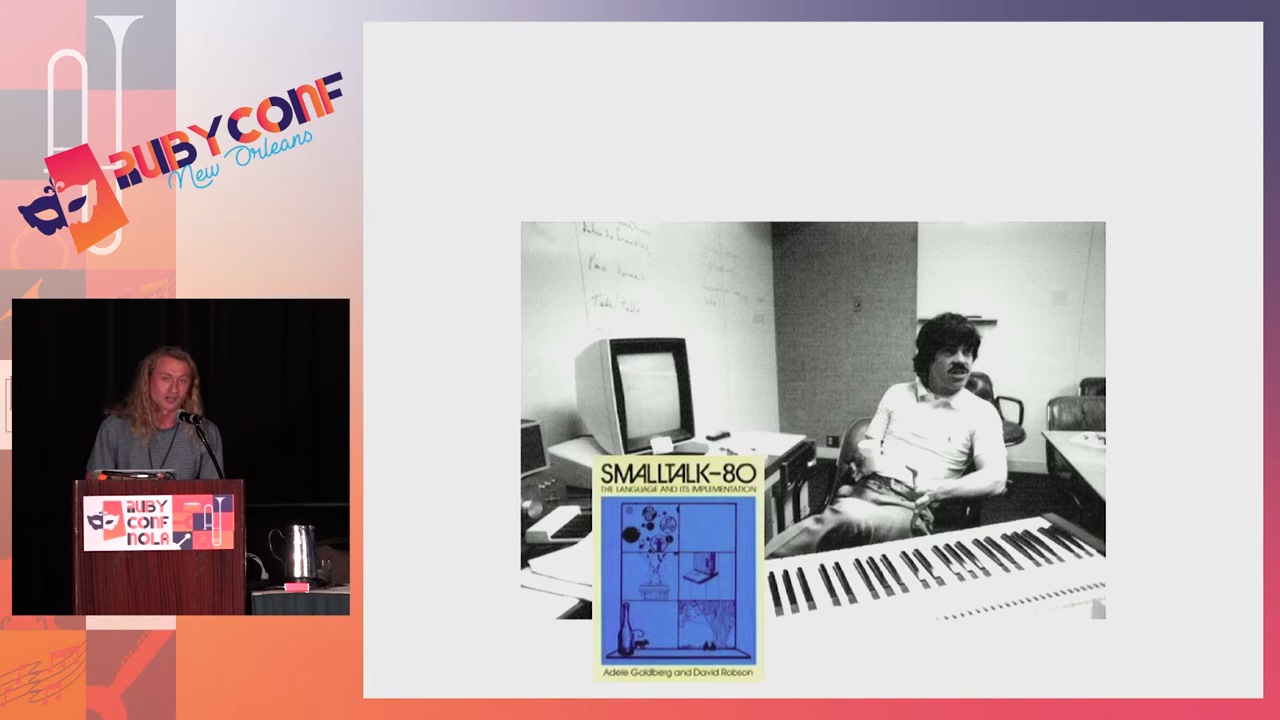 RUBYCONF
New Orleans
RUBY
CONF
NOLA
SMALLTALK-80
THE LANGUAGE AND ITS IMPLEMENTATION
Adele Goldberg and David Robson